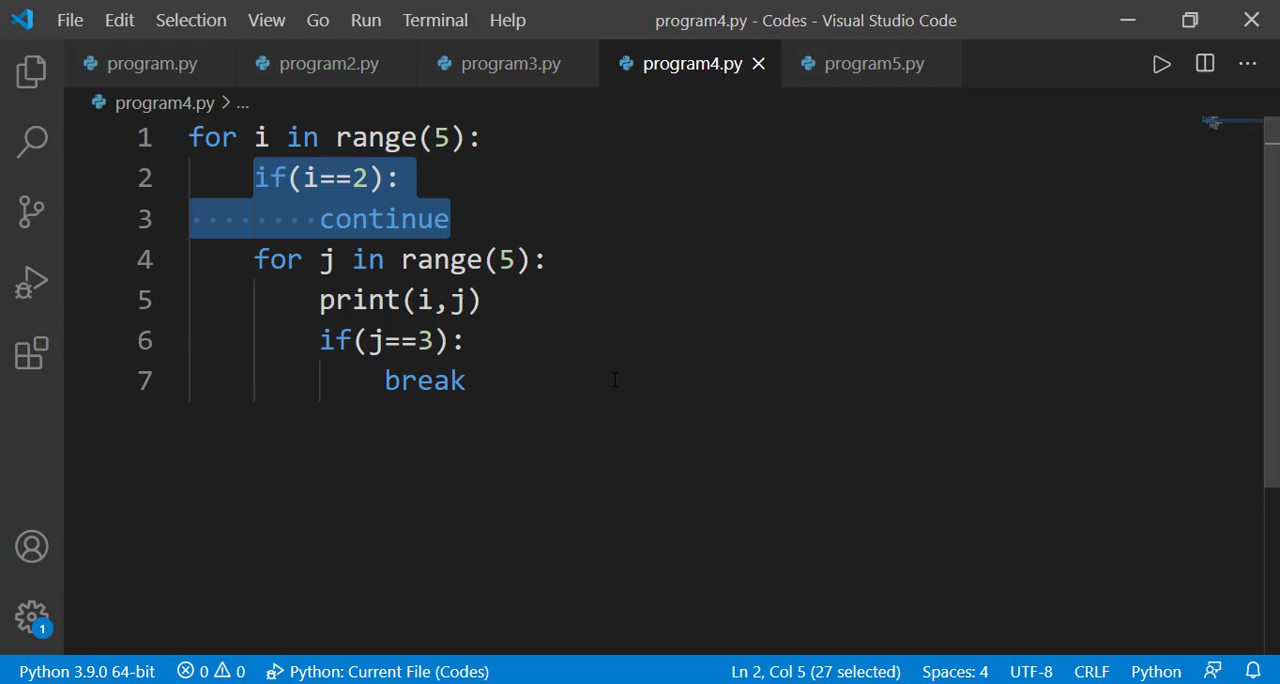 File Edit Selection View Go Run Terminal Help program4.py - Codes - Visual Studio Code
program.py program2.py program3.py program4.py program5.py
program4.py > ...
1 for i in range(5):
2     if(i==2):
3         continue
4     for j in range(5):
5         print(i,j)
6         if(j==3):
7             break
1
Python 3.9.0 64-bit 0 0 Python: Current File (Codes) Ln 2, Col 5 (27 selected) Spaces: 4 UTF-8 CRLF Python